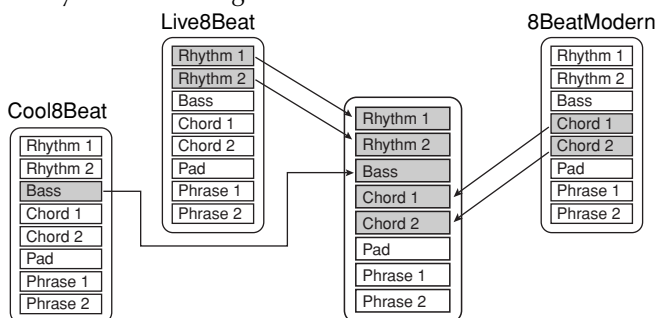 Live8Beat
Rhythm 1
Rhythm 2
Bass
Chord 1
Chord 2
Pad
Phrase 1
Phrase 2
8BeatModern
Rhythm 1
Rhythm 2
Bass
Chord 1
Chord 2
Pad
Phrase 1
Phrase 2
Cool8Beat
Rhythm 1
Rhythm 2
Bass
Chord 1
Chord 2
Pad
Phrase 1
Phrase 2
Rhythm 1
Rhythm 2
Bass
Chord 1
Chord 2
Pad
Phrase 1
Phrase 2